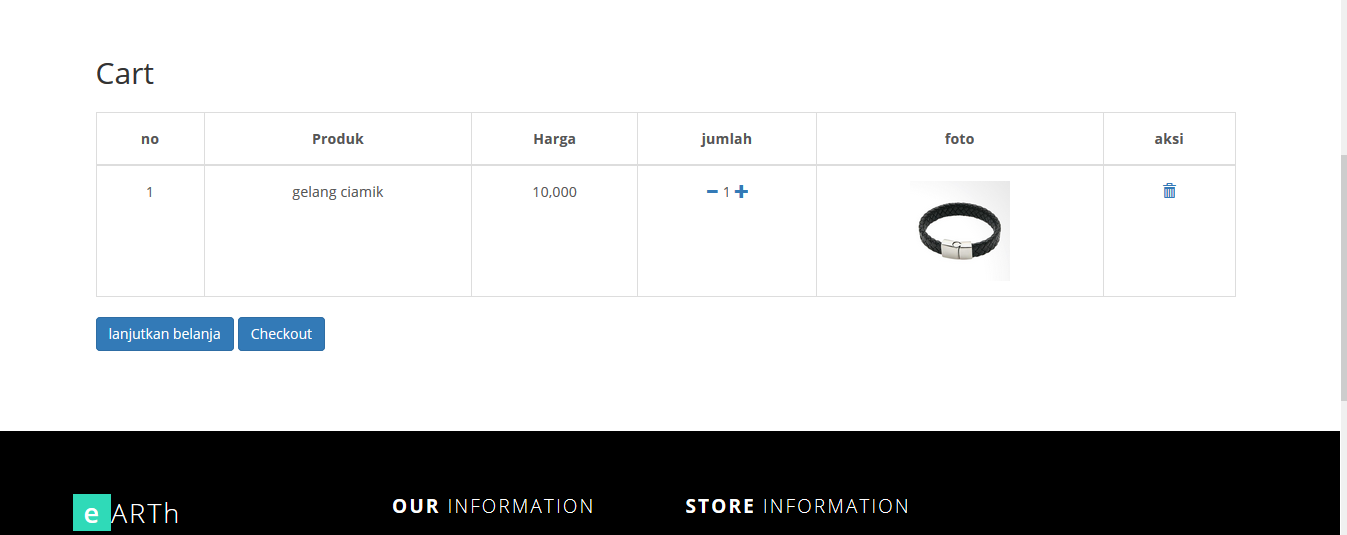 Cart
no Produk Harga jumlah foto aksi
1 gelang ciamik 10,000 1
lanjutkan belanja Checkout
eARTh OUR INFORMATION STORE INFORMATION